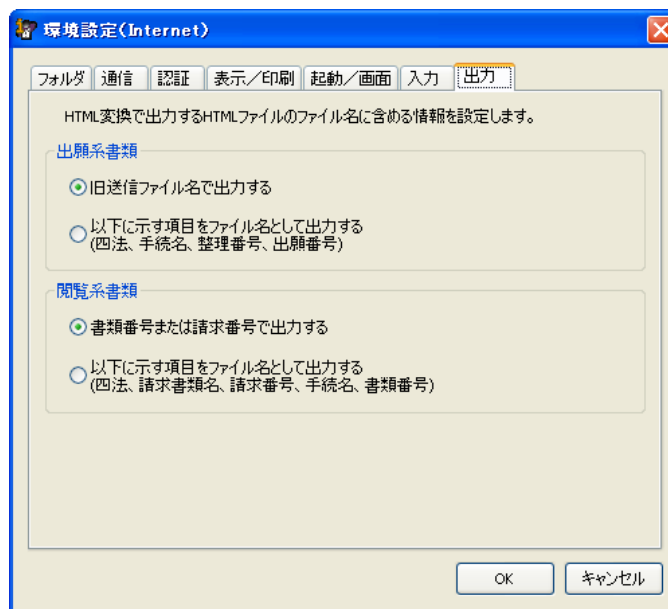 環境設定(Internet)
フォルダ 通信 認証 表示／印刷 起動／画面 入力 出力
HTML変換で出力するHTMLファイルのファイル名に含める情報を設定します。
出願系書類
旧送信ファイル名で出力する
以下に示す項目をファイル名として出力する
(四法、手続名、整理番号、出願番号)
閲覧系書類
書類番号または請求番号で出力する
以下に示す項目をファイル名として出力する
(四法、請求書類名、請求番号、手続名、書類番号)
OK キャンセル